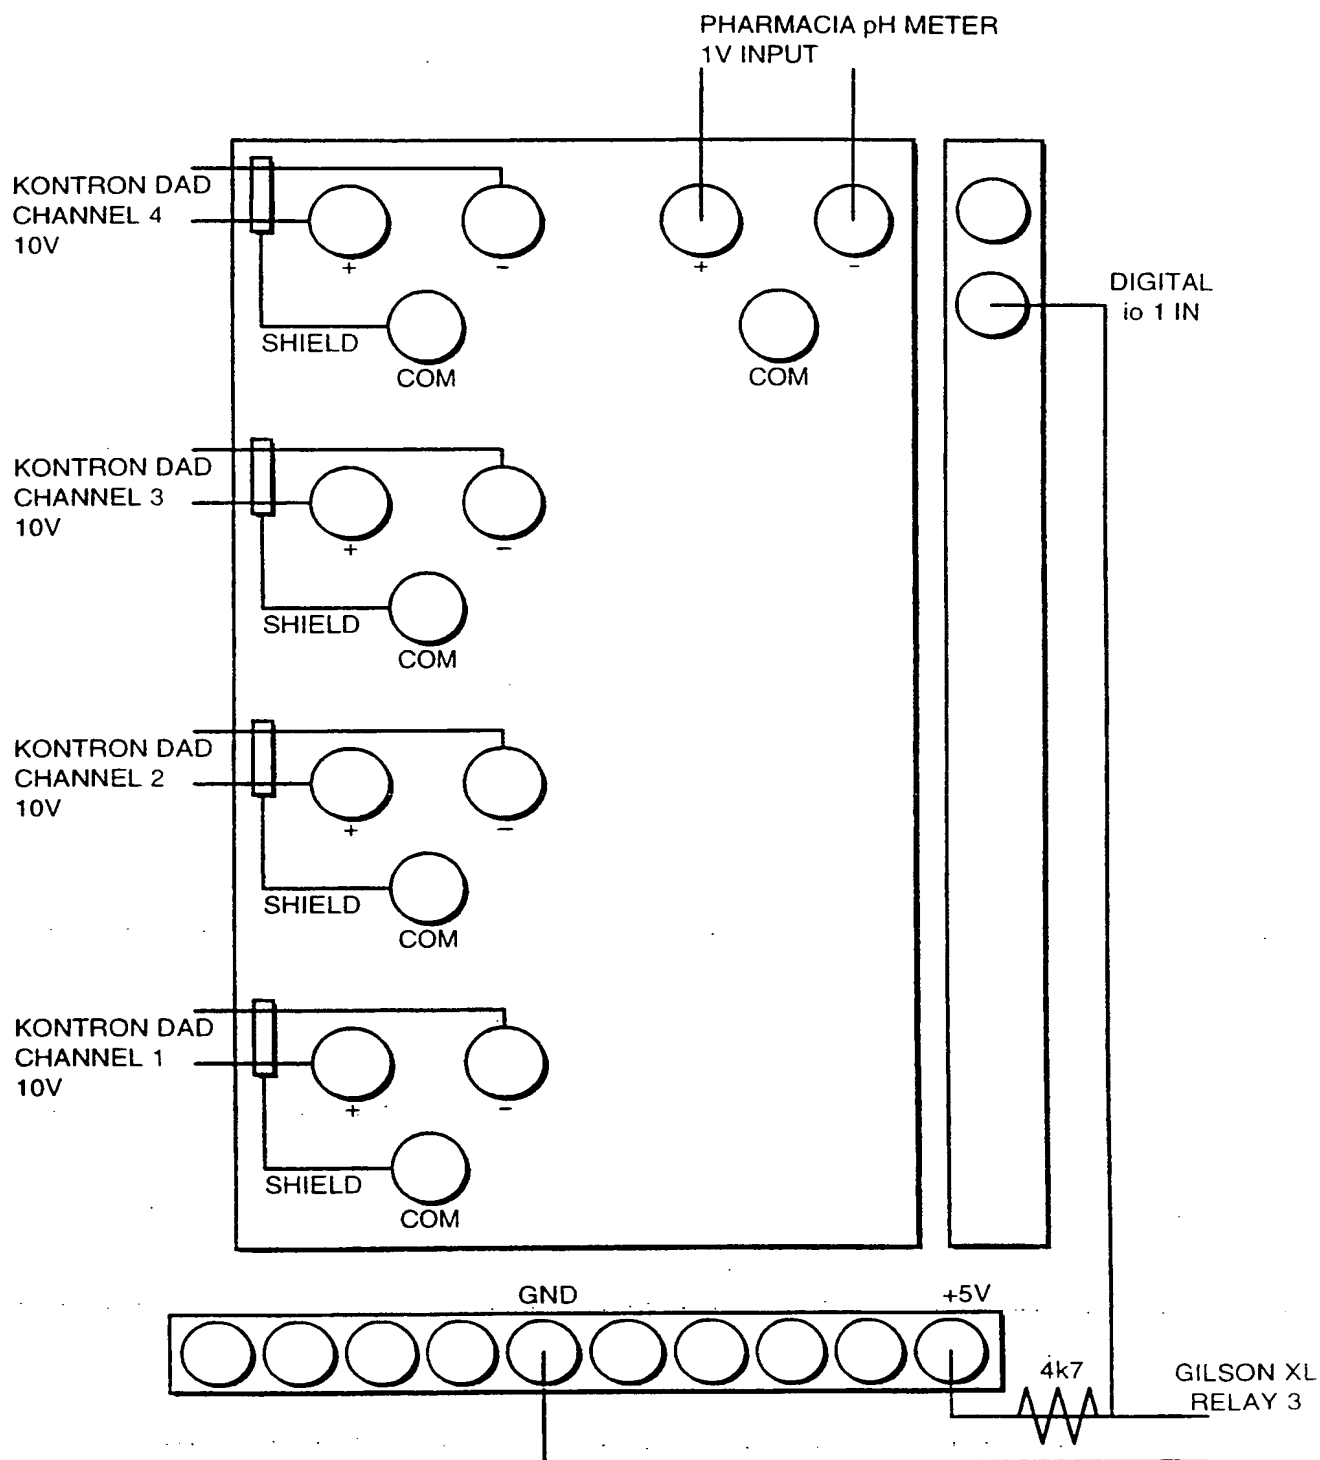 PHARMACIA pH METER
1V INPUT
KONTRON DAD
CHANNEL 4
10V
+
-
+
-
SHIELD
COM
COM
DIGITAL
io 1 IN
KONTRON DAD
CHANNEL 3
10V
+
-
SHIELD
COM
KONTRON DAD
CHANNEL 2
10V
+
-
SHIELD
COM
KONTRON DAD
CHANNEL 1
10V
+
-
SHIELD
COM
GND
+5V
4k7
GILSON XL
RELAY 3